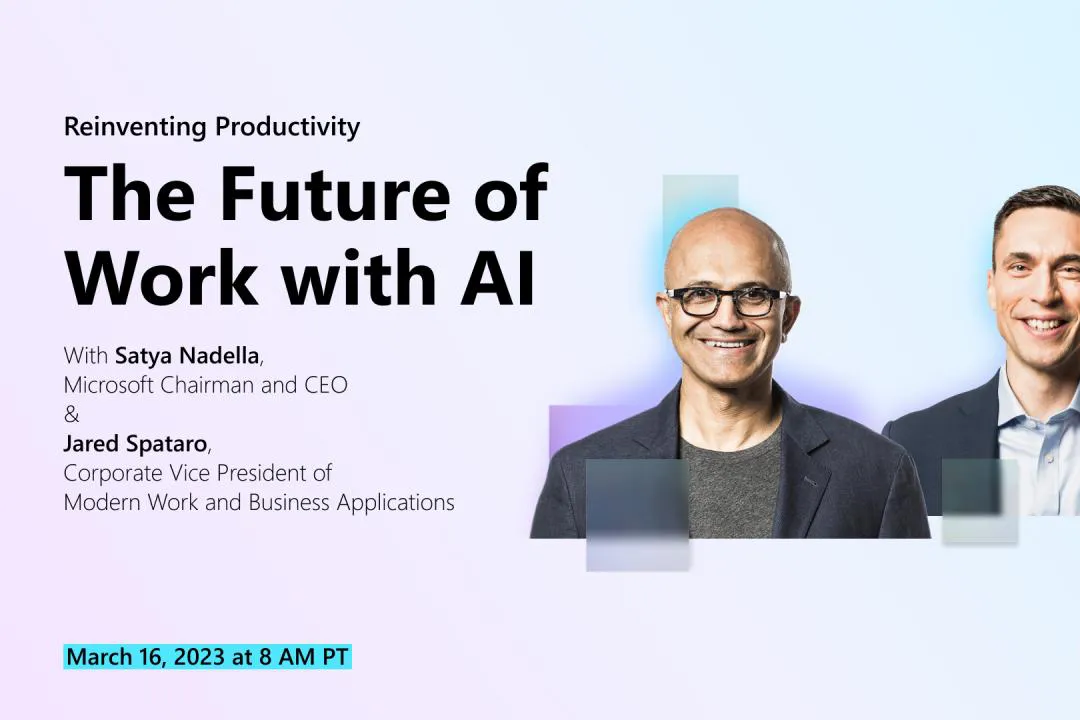 Reinventing Productivity
The Future of
Work with AI
With Satya Nadella,
Microsoft Chairman and CEO
&
Jared Spataro,
Corporate Vice President of
Modern Work and Business Applications
March 16, 2023 at 8 AM PT